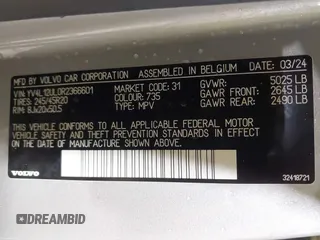 MFD. BY VOLVO CAR CORPORATION ASSEMBLED IN BELGIUM 03/24
VIN: YV4L12UL0R2366601 MARKET: 31 GVWR: 5025 LB
TIRES: 245/45R20 COLOUR: 735 GAWR FRONT: 2645 LB
RIM: 8Jx20x50.5 TYPE: MPV GAWR REAR: 2490 LB
THIS VEHICLE CONFORMS TO ALL APPLICABLE FEDERAL MOTOR
VEHICLE SAFETY AND THEFT PREVENTION STANDARDS IN EFFECT ON
THE DATE OF MANUFACTURE SHOWN ABOVE.
VOLVO 32418721
DREAMBID